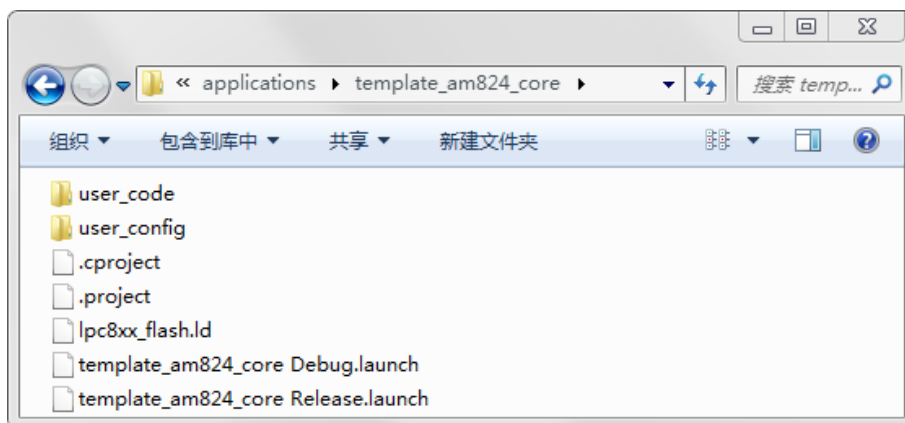 « applications ▸ template_am824_core ▸ 搜索 temp...
组织 包含到库中 共享 新建文件夹
user_code
user_config
.cproject
.project
lpc8xx_flash.ld
template_am824_core Debug.launch
template_am824_core Release.launch